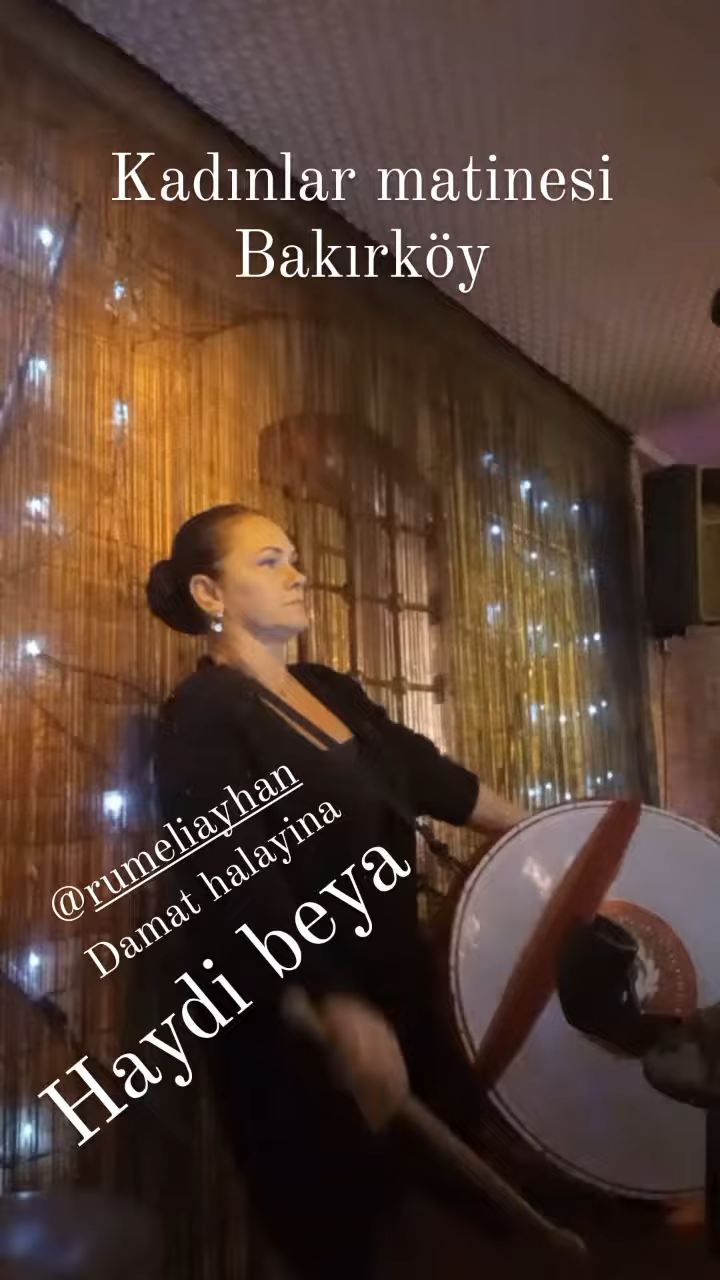 Kadınlar matinesi
Bakırköy
@rumeliayhan
Damat halayina
Haydi beya